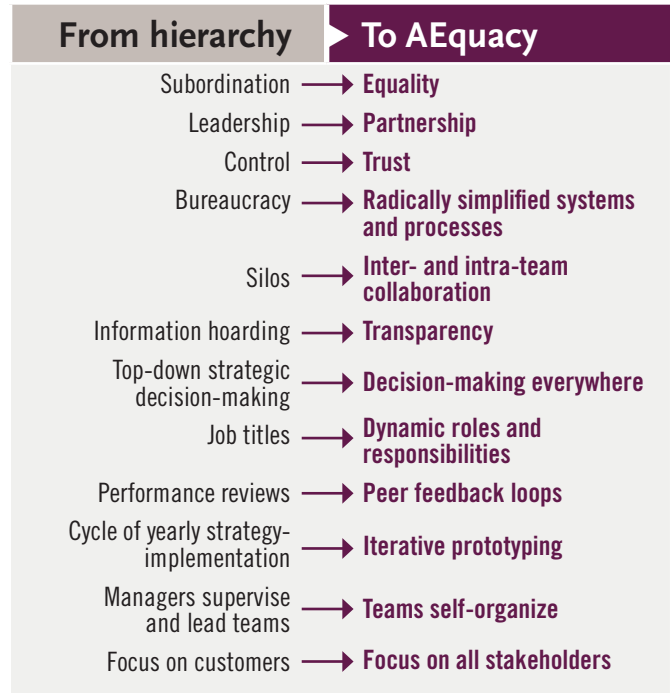 From hierarchy To AEquacy
Subordination Equality
Leadership Partnership
Control Trust
Bureaucracy Radically simplified systems
and processes
Silos Inter- and intra-team
collaboration
Information hoarding Transparency
Top-down strategic
decision-making Decision-making everywhere
Job titles Dynamic roles and
responsibilities
Performance reviews Peer feedback loops
Cycle of yearly strategy-
implementation Iterative prototyping
Managers supervise
and lead teams Teams self-organize
Focus on customers Focus on all stakeholders